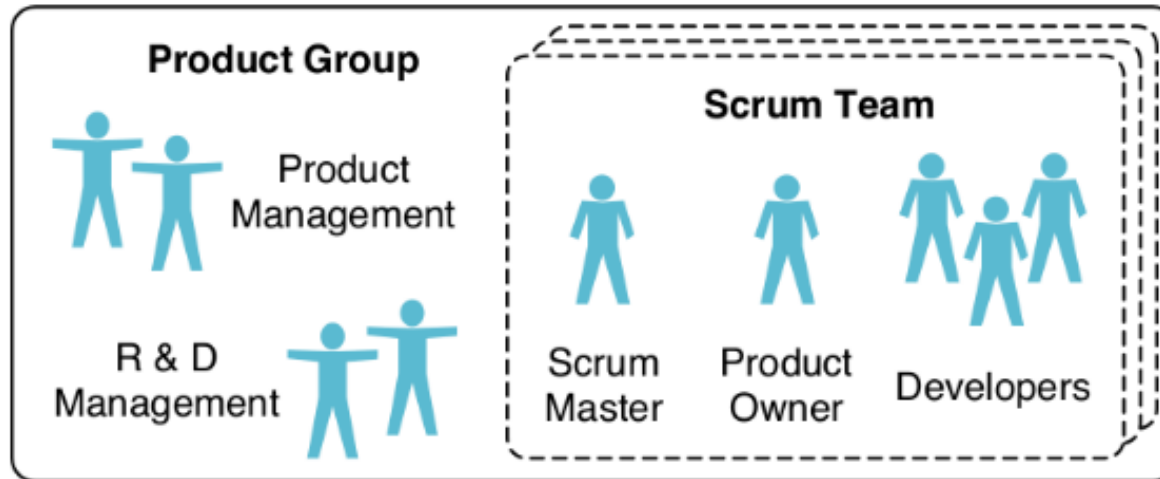 Product Group
Product
Management
R & D
Management
Scrum Team
Scrum
Master
Product
Owner
Developers